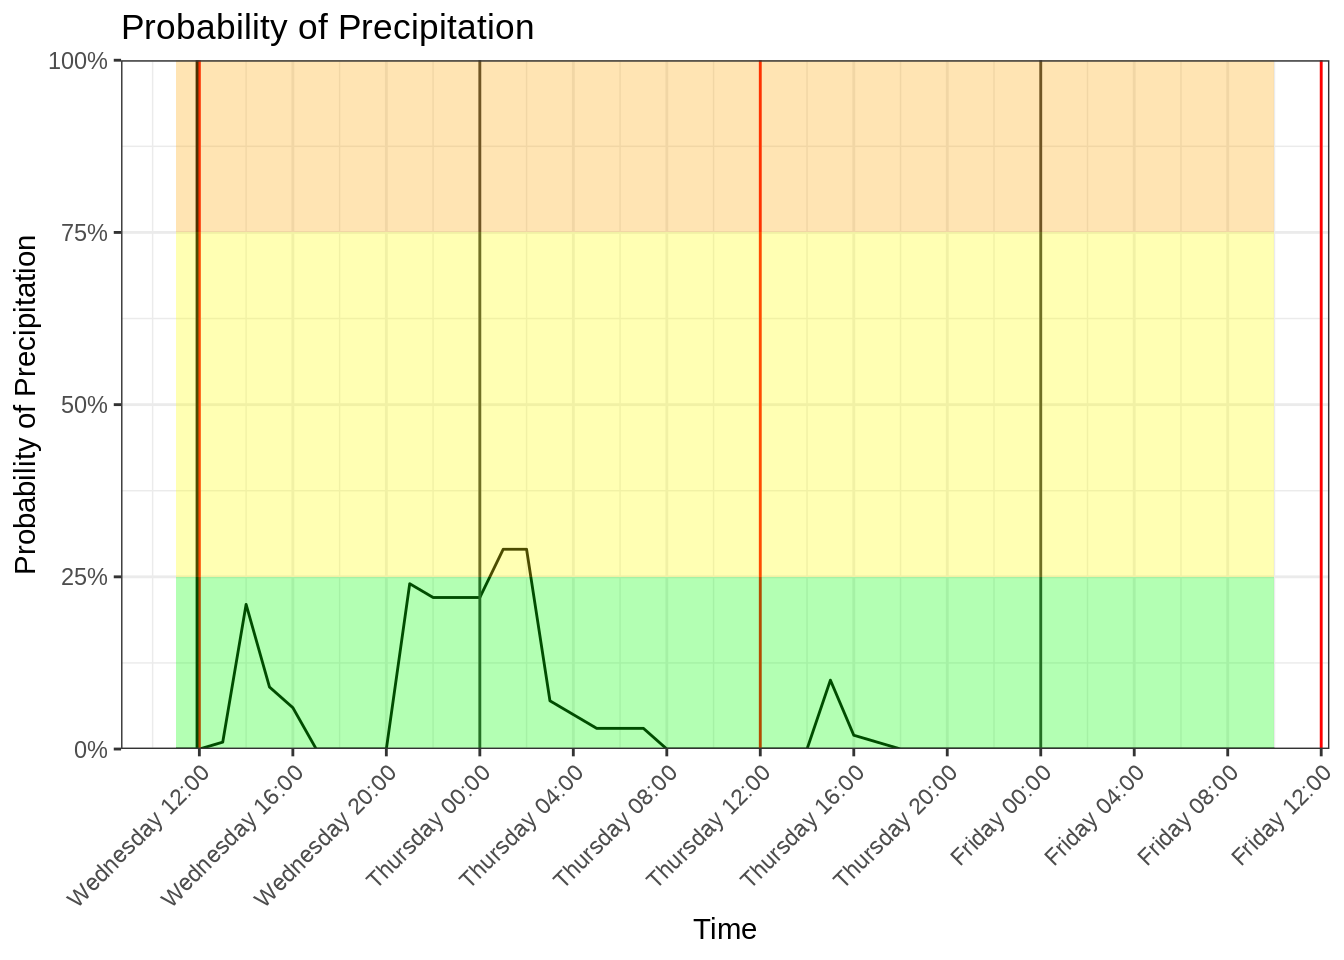 Probability of Precipitation
Probability of Precipitation
100%
75%
50%
25%
0%
Wednesday 12:00
Wednesday 16:00
Wednesday 20:00
Thursday 00:00
Thursday 04:00
Thursday 08:00
Thursday 12:00
Thursday 16:00
Thursday 20:00
Friday 00:00
Friday 04:00
Friday 08:00
Friday 12:00
Time